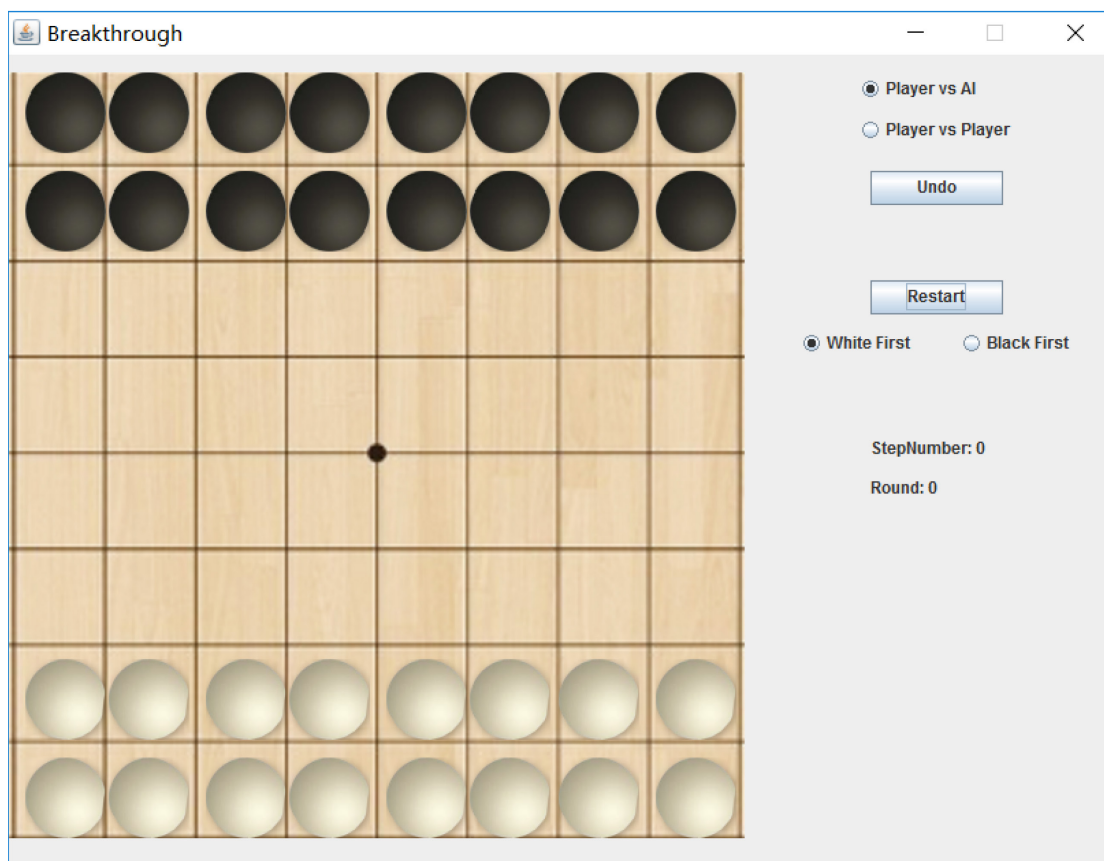 Breakthrough
Player vs AI
Player vs Player
Undo
Restart
White First Black First
StepNumber: 0
Round: 0